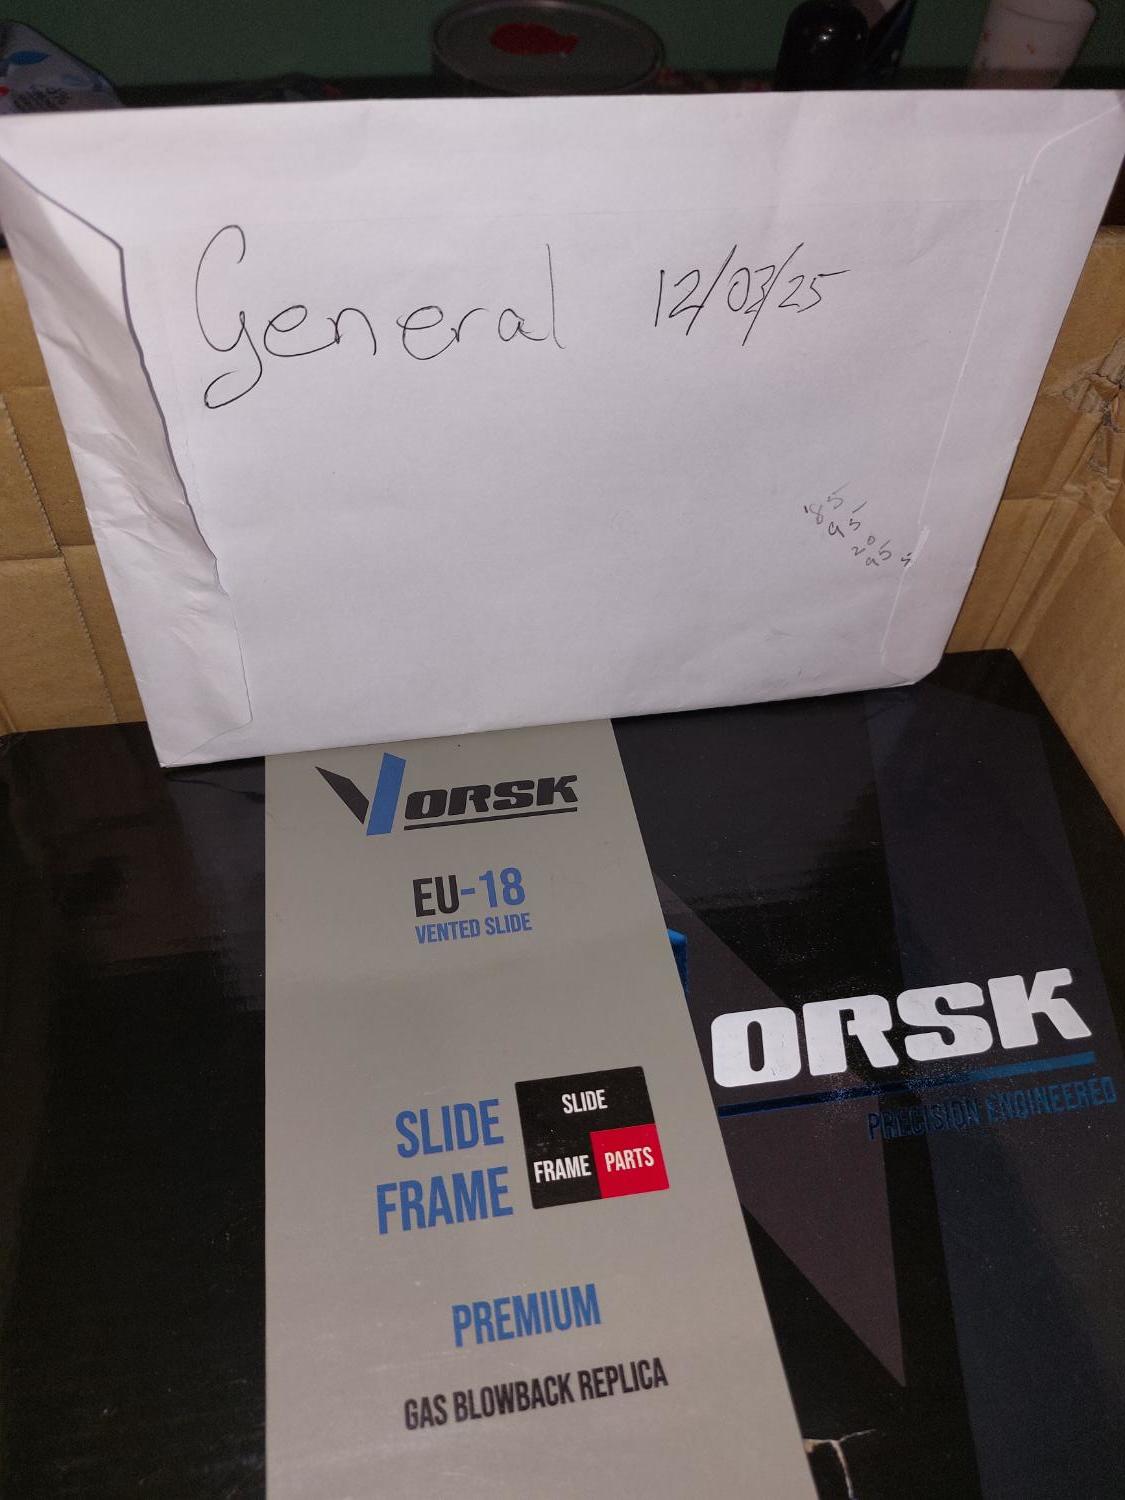 General 12/03/25
VORSK
EU-18
VENTED SLIDE
ORSK
PRECISION ENGINEERED
SLIDE
FRAME
SLIDE
FRAME PARTS
PREMIUM
GAS BLOWBACK REPLICA